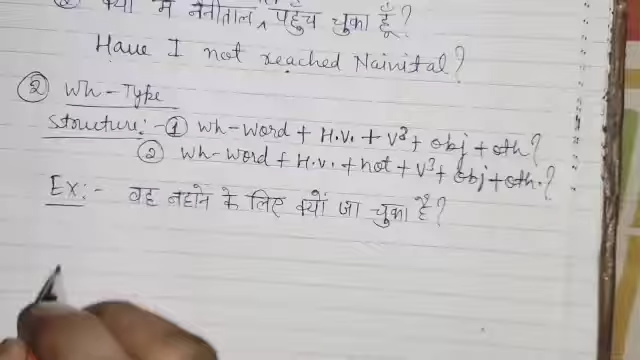 क्या मैं नैनीताल ^ पहुँच चुका हूँ?
Have I not reached Nainital?
② Wh-Type
Structure:- ① Wh-word + H.V. + V³ + obj + oth?
② Wh-word + H.V. + not + V³ + obj + oth.?
Ex:- वह नहाने के लिए क्यों जा चुका है?